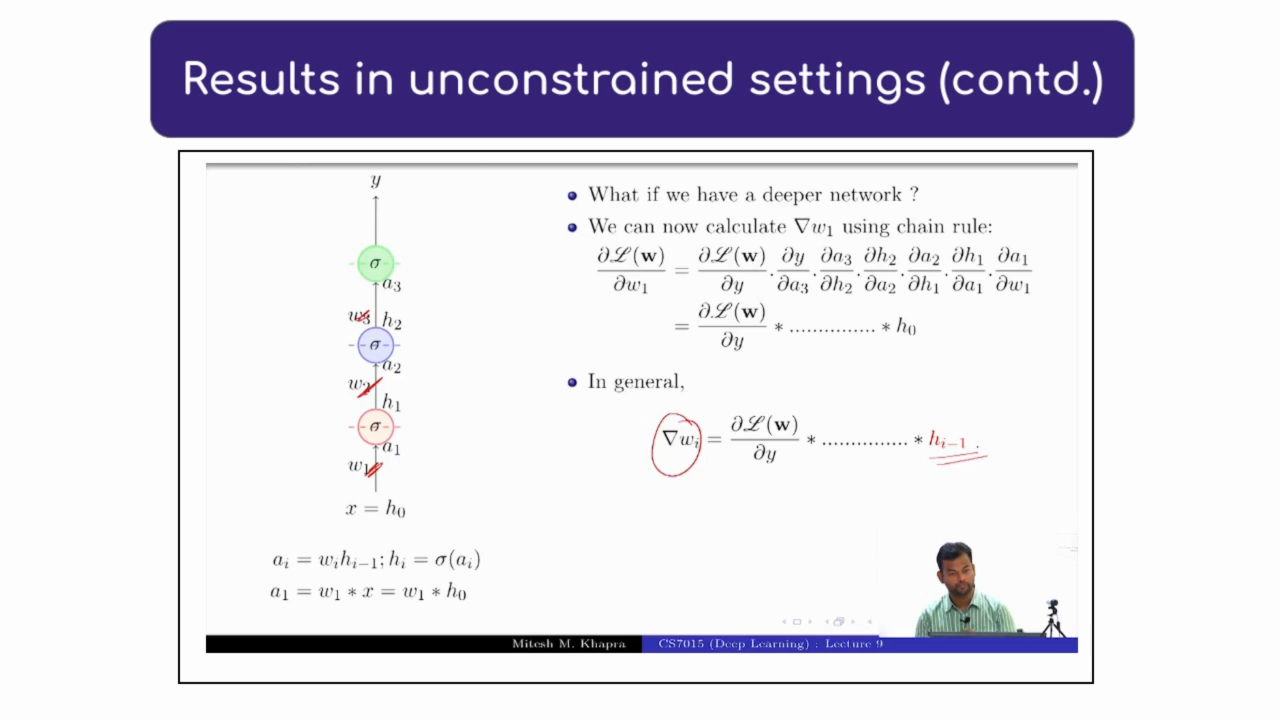 Results in unconstrained settings (contd.)
y
σ
a₃
w₃ h₂
σ
a₂
w₂
h₁
σ
a₁
w₁
x = h₀
aᵢ = wᵢhᵢ₋₁; hᵢ = σ(aᵢ)
a₁ = w₁ * x = w₁ * h₀
What if we have a deeper network ?
We can now calculate ∇w₁ using chain rule:
∂ℒ(w)/∂w₁ = ∂ℒ(w)/∂y . ∂y/∂a₃ . ∂a₃/∂h₂ . ∂h₂/∂a₂ . ∂a₂/∂h₁ . ∂h₁/∂a₁ . ∂a₁/∂w₁
= ∂ℒ(w)/∂y * ............... * h₀
In general,
∇wᵢ = ∂ℒ(w)/∂y * ............... * hᵢ₋₁
Mitesh M. Khapra CS7015 (Deep Learning) : Lecture 9